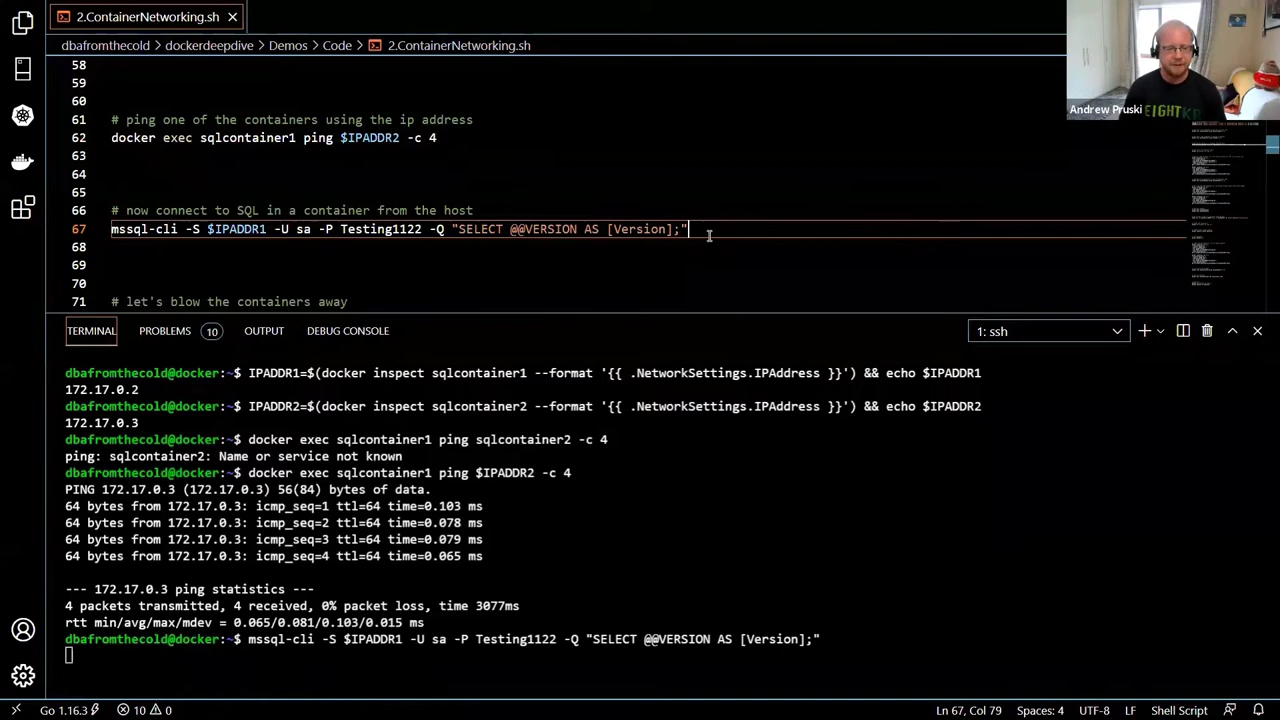 2.ContainerNetworking.sh
dbafromthecold > dockerdeepdive > Demos > Code > 2.ContainerNetworking.sh
Andrew Pruski
58
59
60
61 # ping one of the containers using the ip address
62 docker exec sqlcontainer1 ping $IPADDR2 -c 4
63
64
65
66 # now connect to SQL in a container from the host
67 mssql-cli -S $IPADDR1 -U sa -P Testing1122 -Q "SELECT @@VERSION AS [Version];"
68
69
70
71 # let's blow the containers away
TERMINAL PROBLEMS 10 OUTPUT DEBUG CONSOLE 1: ssh
dbafromthecold@docker:~$ IPADDR1=$(docker inspect sqlcontainer1 --format '{{ .NetworkSettings.IPAddress }}') && echo $IPADDR1
172.17.0.2
dbafromthecold@docker:~$ IPADDR2=$(docker inspect sqlcontainer2 --format '{{ .NetworkSettings.IPAddress }}') && echo $IPADDR2
172.17.0.3
dbafromthecold@docker:~$ docker exec sqlcontainer1 ping sqlcontainer2 -c 4
ping: sqlcontainer2: Name or service not known
dbafromthecold@docker:~$ docker exec sqlcontainer1 ping $IPADDR2 -c 4
PING 172.17.0.3 (172.17.0.3) 56(84) bytes of data.
64 bytes from 172.17.0.3: icmp_seq=1 ttl=64 time=0.103 ms
64 bytes from 172.17.0.3: icmp_seq=2 ttl=64 time=0.078 ms
64 bytes from 172.17.0.3: icmp_seq=3 ttl=64 time=0.079 ms
64 bytes from 172.17.0.3: icmp_seq=4 ttl=64 time=0.065 ms
--- 172.17.0.3 ping statistics ---
4 packets transmitted, 4 received, 0% packet loss, time 3077ms
rtt min/avg/max/mdev = 0.065/0.081/0.103/0.015 ms
dbafromthecold@docker:~$ mssql-cli -S $IPADDR1 -U sa -P Testing1122 -Q "SELECT @@VERSION AS [Version];"
Go 1.16.3 10 0 Ln 67, Col 79 Spaces: 4 UTF-8 LF Shell Script